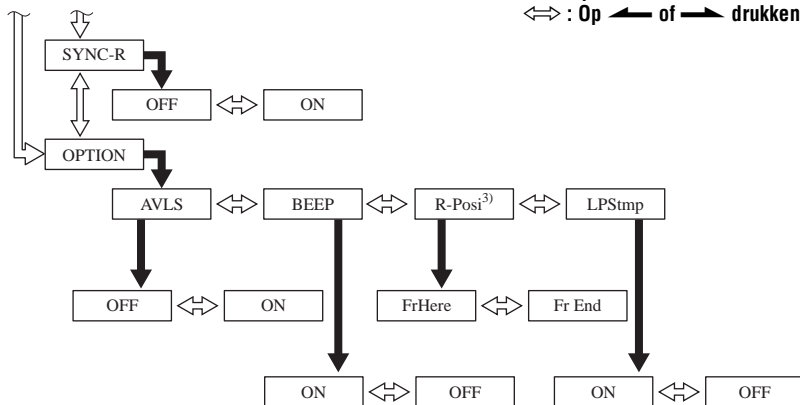 ⇔ : Op ← of → drukken
SYNC-R
OFF ON
OPTION
AVLS BEEP R-Posi3) LPStmp
OFF ON FrHere Fr End
ON OFF ON OFF